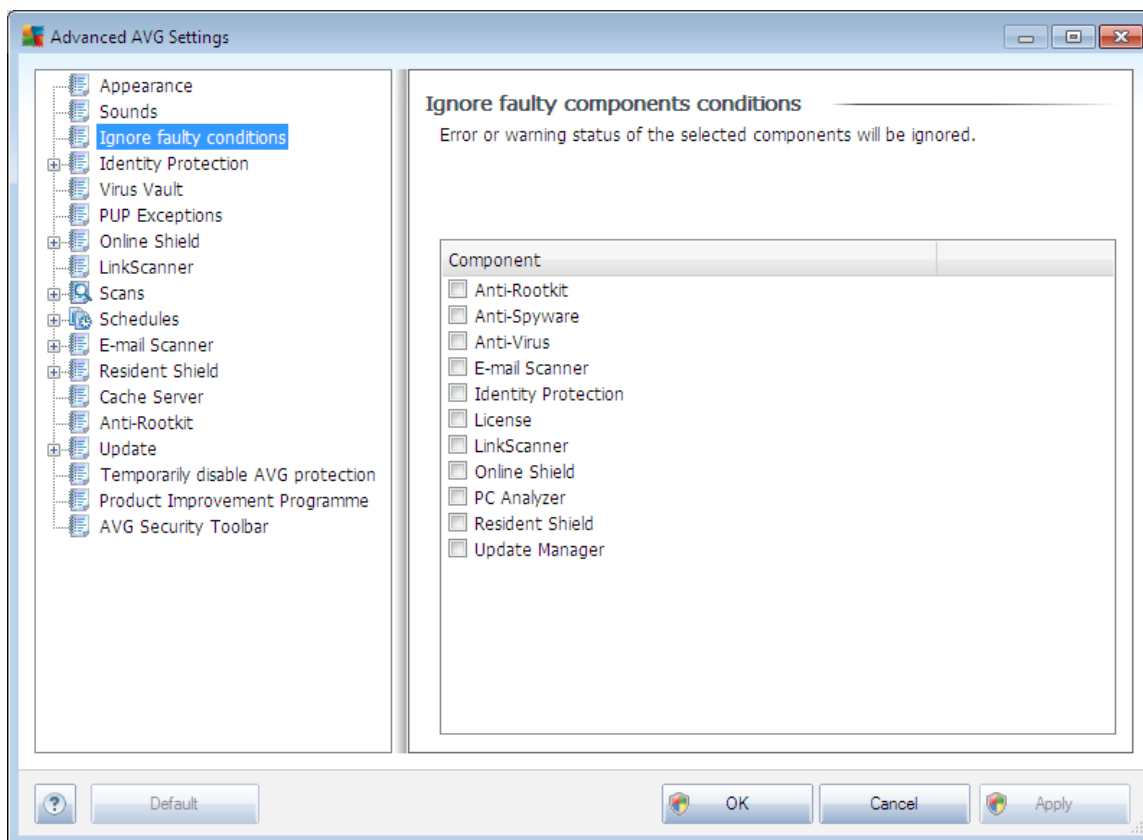 Advanced AVG Settings
Appearance
Sounds
Ignore faulty conditions
Identity Protection
Virus Vault
PUP Exceptions
Online Shield
LinkScanner
Scans
Schedules
E-mail Scanner
Resident Shield
Cache Server
Anti-Rootkit
Update
Temporarily disable AVG protection
Product Improvement Programme
AVG Security Toolbar
Ignore faulty components conditions
Error or warning status of the selected components will be ignored.
Component
Anti-Rootkit
Anti-Spyware
Anti-Virus
E-mail Scanner
Identity Protection
License
LinkScanner
Online Shield
PC Analyzer
Resident Shield
Update Manager
? Default OK Cancel Apply